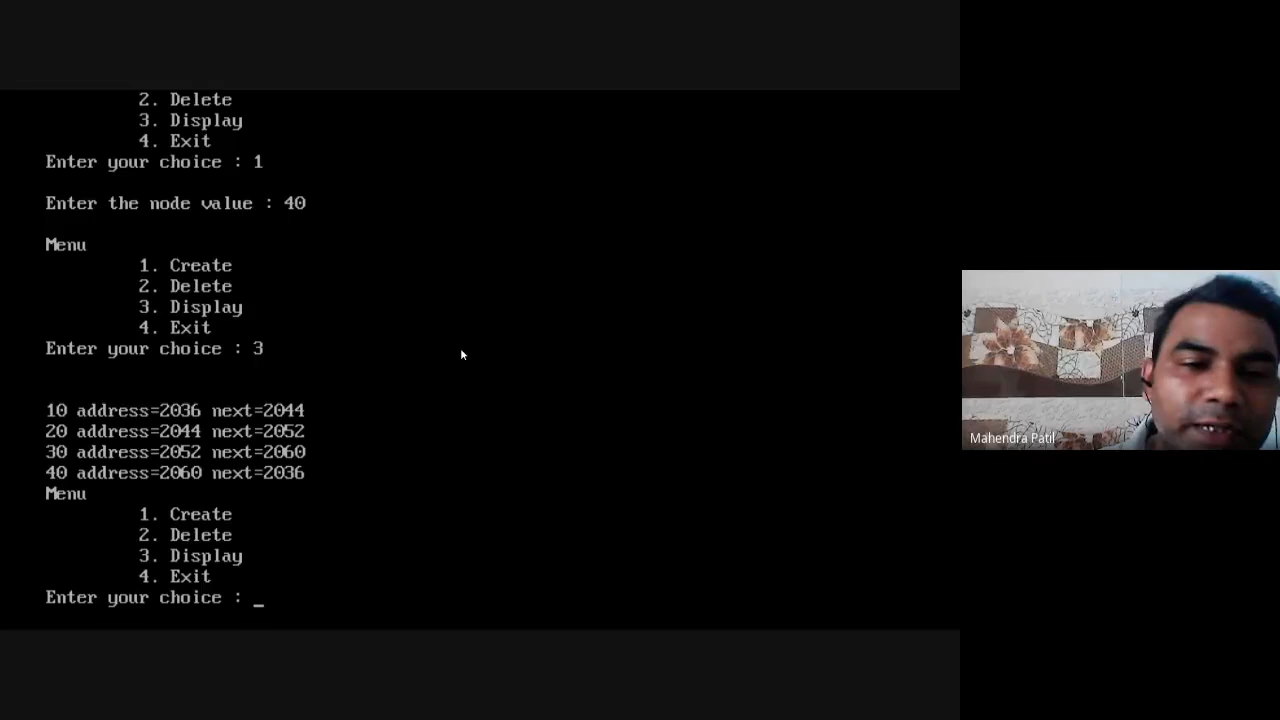 2. Delete
3. Display
4. Exit
Enter your choice : 1
Enter the node value : 40
Menu
1. Create
2. Delete
3. Display
4. Exit
Enter your choice : 3
10 address=2036 next=2044
20 address=2044 next=2052
30 address=2052 next=2060
40 address=2060 next=2036
Menu
1. Create
2. Delete
3. Display
4. Exit
Enter your choice : _
Mahendra Patil